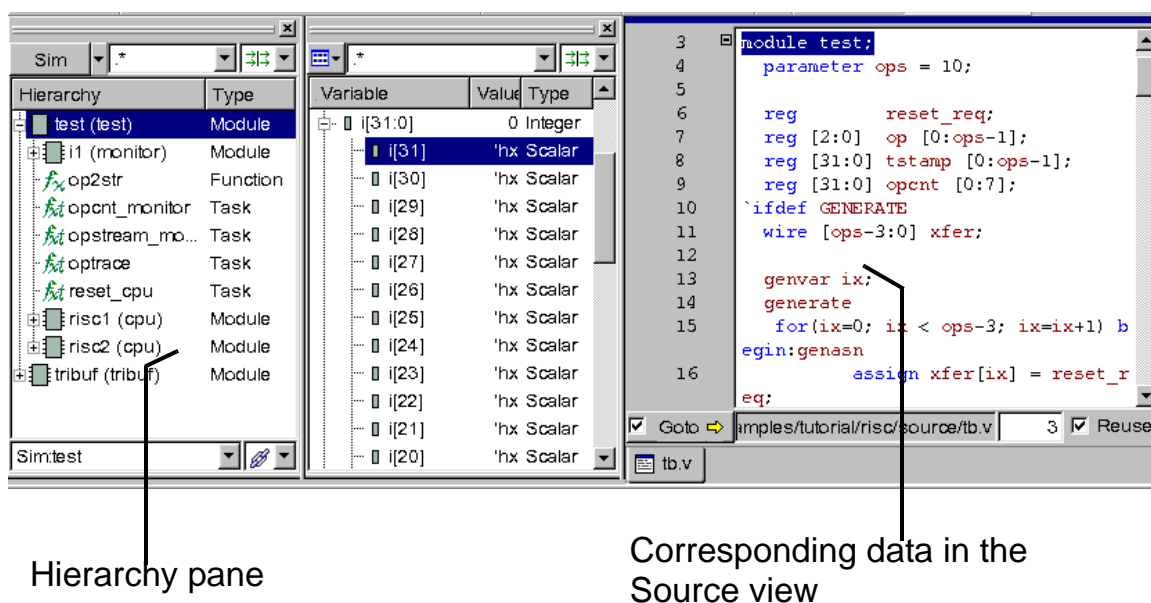 Sim .*
Hierarchy Type
test (test) Module
i1 (monitor) Module
op2str Function
opcnt_monitor Task
opstream_mo... Task
optrace Task
reset_cpu Task
risc1 (cpu) Module
risc2 (cpu) Module
tribuf (tribuf) Module
Sim:test
.*
Variable Value Type
i[31:0] 0 Integer
i[31] 'hx Scalar
i[30] 'hx Scalar
i[29] 'hx Scalar
i[28] 'hx Scalar
i[27] 'hx Scalar
i[26] 'hx Scalar
i[25] 'hx Scalar
i[24] 'hx Scalar
i[23] 'hx Scalar
i[22] 'hx Scalar
i[21] 'hx Scalar
i[20] 'hx Scalar
3 module test;
4 parameter ops = 10;
5
6 reg reset_req;
7 reg [2:0] op [0:ops-1];
8 reg [31:0] tstamp [0:ops-1];
9 reg [31:0] opcnt [0:7];
10 `ifdef GENERATE
11 wire [ops-3:0] xfer;
12
13 genvar ix;
14 generate
15 for(ix=0; ix < ops-3; ix=ix+1) b
egin:genasn
16 assign xfer[ix] = reset_r
eq;
Goto amples/tutorial/risc/source/tb.v 3 Reuse
tb.v
Hierarchy pane
Corresponding data in the
Source view